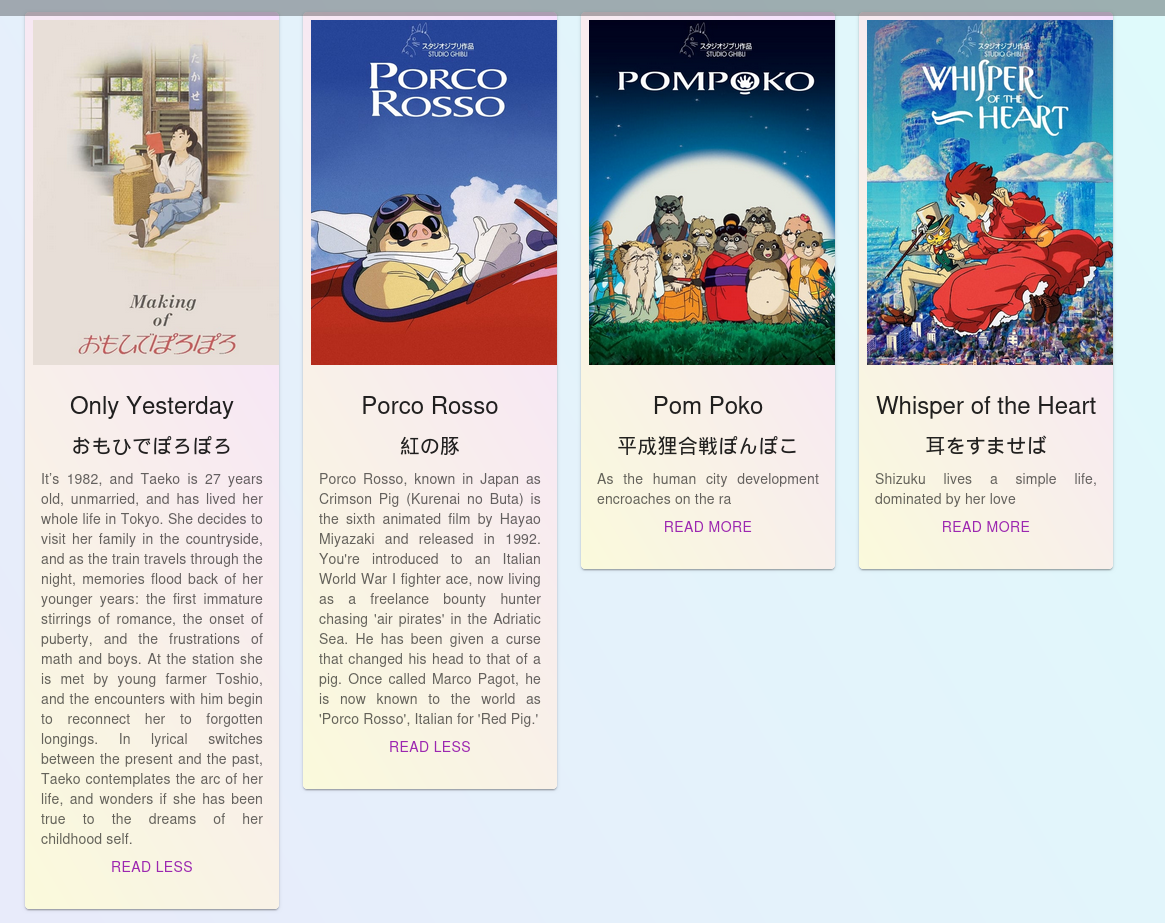 たかせ
Making
of
おもひでぽろぽろ
Only Yesterday
おもひでぽろぽろ
It's 1982, and Taeko is 27 years
old, unmarried, and has lived her
whole life in Tokyo. She decides to
visit her family in the countryside,
and as the train travels through the
night, memories flood back of her
younger years: the first immature
stirrings of romance, the onset of
puberty, and the frustrations of
math and boys. At the station she
is met by young farmer Toshio,
and the encounters with him begin
to reconnect her to forgotten
longings. In lyrical switches
between the present and the past,
Taeko contemplates the arc of her
life, and wonders if she has been
true to the dreams of her
childhood self.
READ LESS
スタジオジブリ作品
STUDIO GHIBLI
PORCO
ROSSO
Porco Rosso
紅の豚
Porco Rosso, known in Japan as
Crimson Pig (Kurenai no Buta) is
the sixth animated film by Hayao
Miyazaki and released in 1992.
You're introduced to an Italian
World War I fighter ace, now living
as a freelance bounty hunter
chasing 'air pirates' in the Adriatic
Sea. He has been given a curse
that changed his head to that of a
pig. Once called Marco Pagot, he
is now known to the world as
'Porco Rosso', Italian for 'Red Pig.'
READ LESS
スタジオジブリ作品
STUDIO GHIBLI
POMPOKO
Pom Poko
平成狸合戦ぽんぽこ
As the human city development
encroaches on the ra
READ MORE
スタジオジブリ作品
STUDIO GHIBLI
WHISPER
OF THE
HEART
Whisper of the Heart
耳をすませば
Shizuku lives a simple life,
dominated by her love
READ MORE